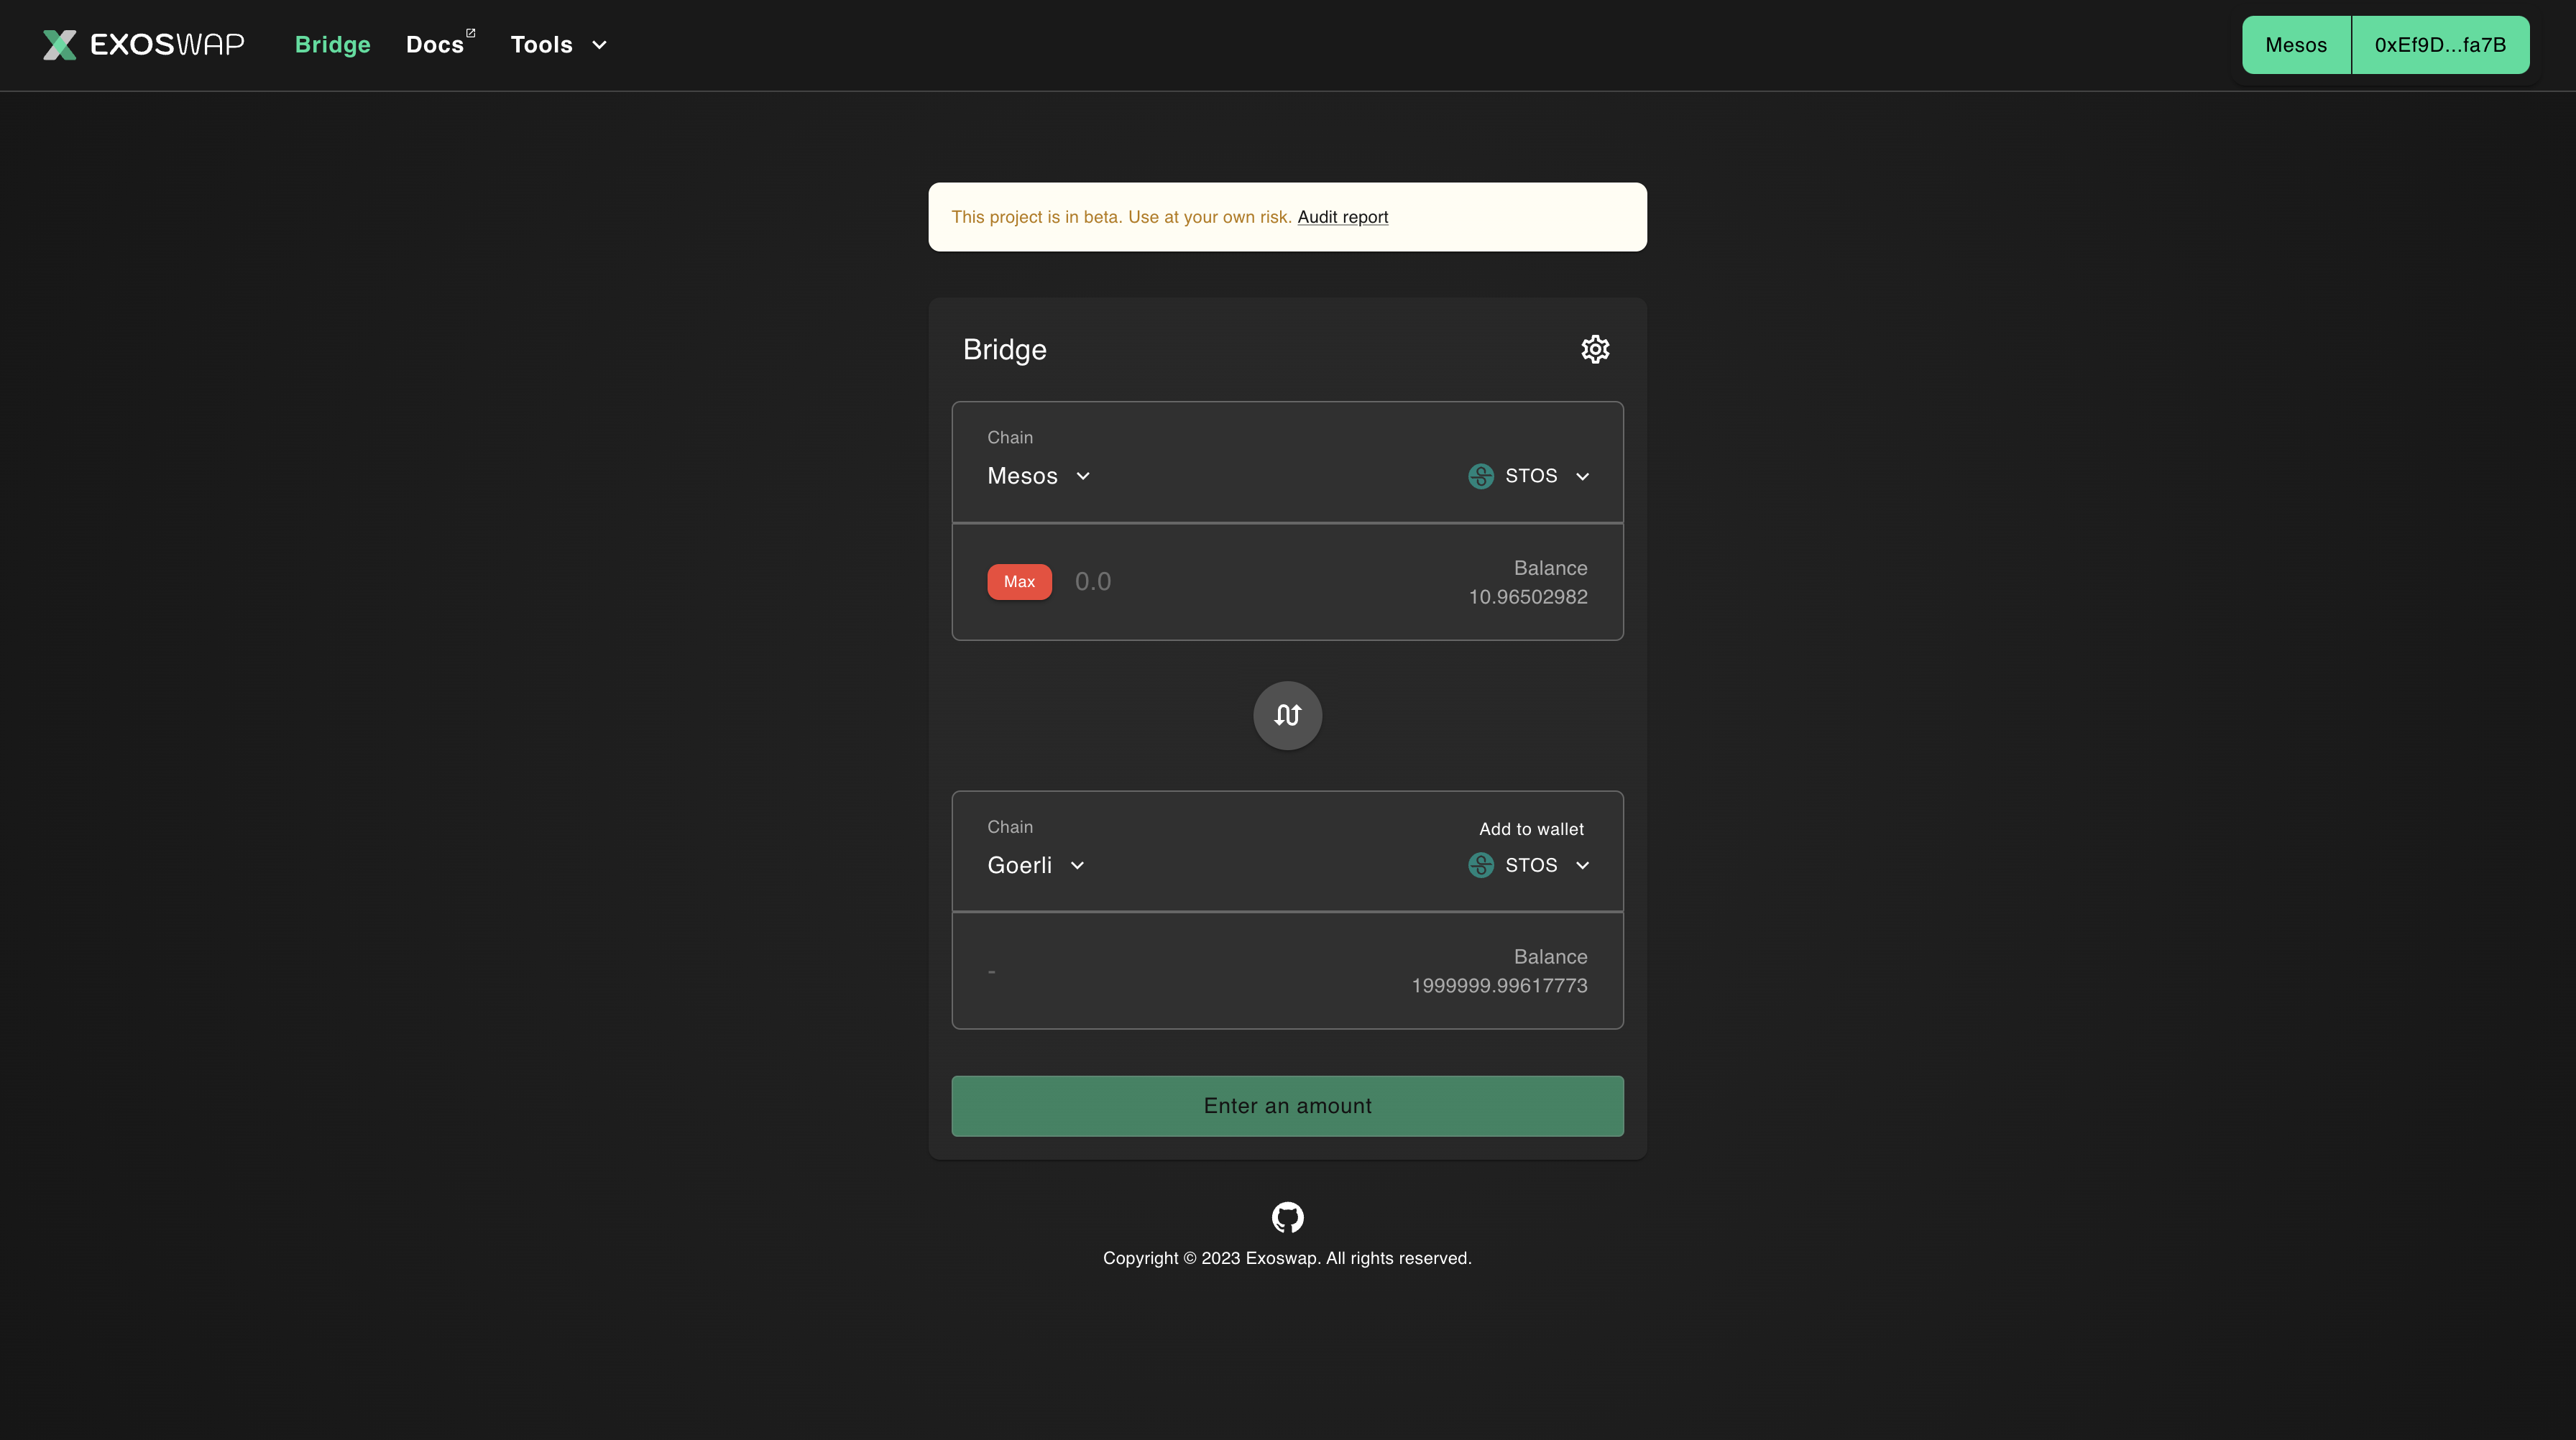 EXOSWAP Bridge Docs Tools Mesos 0xEf9D...fa7B
This project is in beta. Use at your own risk. Audit report
Bridge
Chain
Mesos STOS
Max 0.0
Balance
10.96502982
Chain
Add to wallet
Goerli STOS
-
Balance
1999999.99617773
Enter an amount
Copyright © 2023 Exoswap. All rights reserved.